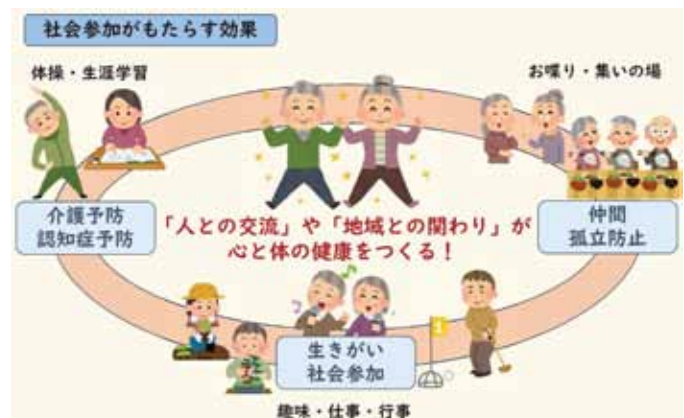 社会参加がもたらす効果
体操・生涯学習
お喋り・集いの場
介護予防
認知症予防
「人との交流」や「地域との関わり」が
心と体の健康をつくる！
仲間
孤立防止
1
生きがい
社会参加
趣味・仕事・行事